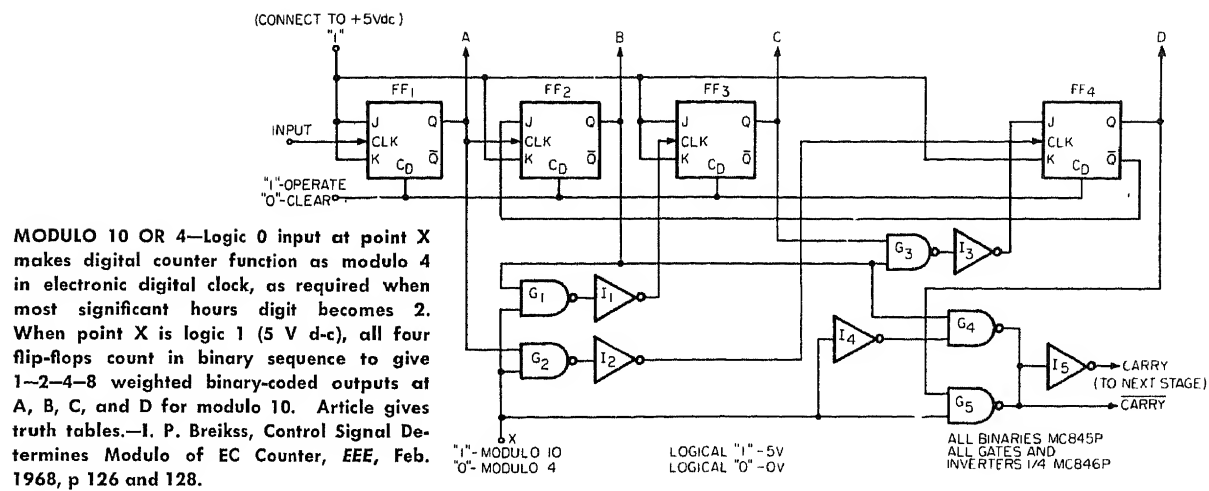 (CONNECT TO +5Vdc)
"1"
A
B
C
D
FF1
FF2
FF3
FF4
J
Q
CLK
K
CD
Q̅
J
Q
CLK
K
CD
Q̅
J
Q
CLK
K
CD
Q̅
J
Q
CLK
K
CD
Q̅
INPUT
"1"-OPERATE
"0"-CLEAR
MODULO 10 OR 4—Logic 0 input at point X
makes digital counter function as modulo 4
in electronic digital clock, as required when
most significant hours digit becomes 2.
When point X is logic 1 (5 V d-c), all four
flip-flops count in binary sequence to give
1–2–4–8 weighted binary-coded outputs at
A, B, C, and D for modulo 10. Article gives
truth tables.—I. P. Breikss, Control Signal De-
termines Modulo of EC Counter, EEE, Feb.
1968, p 126 and 128.
G1
I1
G2
I2
G3
I3
I4
G4
G5
I5
CARRY
(TO NEXT STAGE)
C̅A̅R̅R̅Y̅
X
"1"-MODULO 10
"0"-MODULO 4
LOGICAL "1"-5V
LOGICAL "0"-0V
ALL BINARIES MC845P
ALL GATES AND
INVERTERS 1/4 MC846P